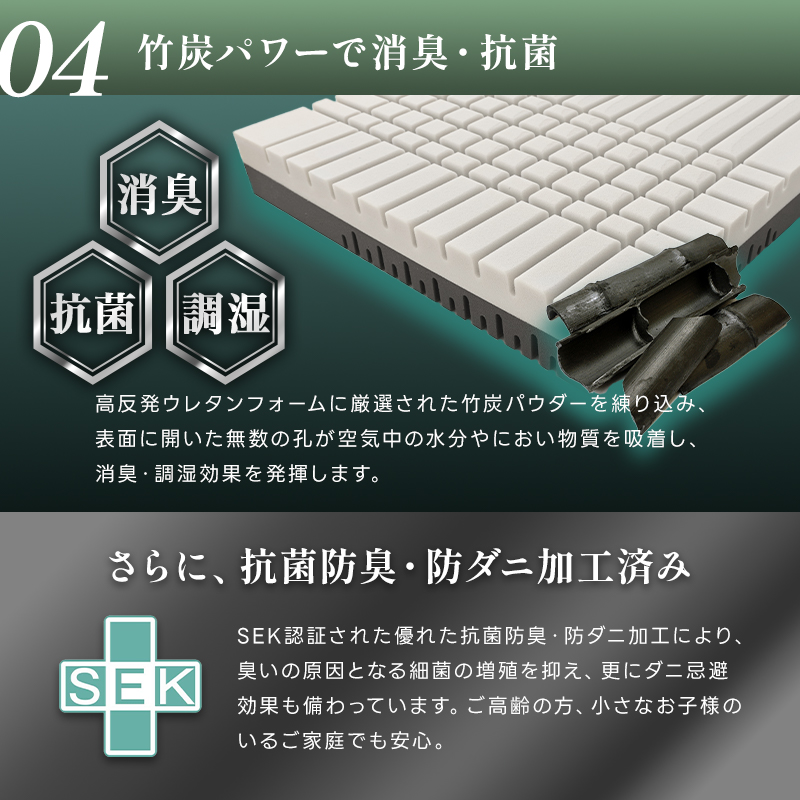 04 竹炭パワーで消臭・抗菌
消臭
抗菌
調湿
高反発ウレタンフォームに厳選された竹炭パウダーを練り込み、
表面に開いた無数の孔が空気中の水分やにおい物質を吸着し、
消臭・調湿効果を発揮します。
さらに、抗菌防臭・防ダニ加工済み
SEK
SEK認証された優れた抗菌防臭・防ダニ加工により、
臭いの原因となる細菌の増殖を抑え、更にダニ忌避
効果も備わっています。ご高齢の方、小さなお子様の
いるご家庭でも安心。